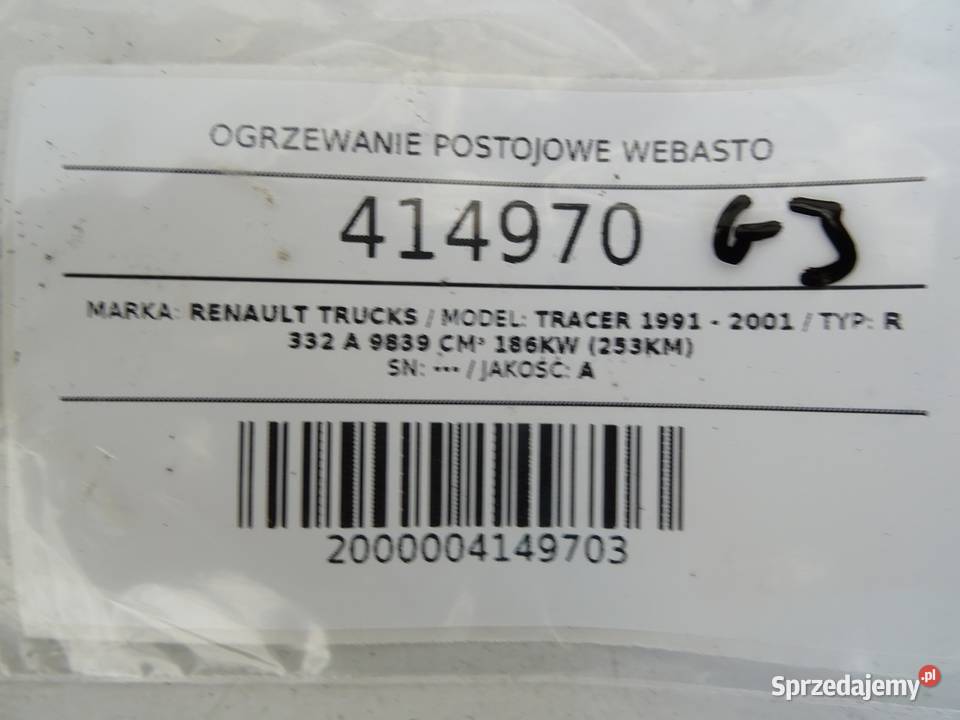 OGRZEWANIE POSTOJOWE WEBASTO
414970 GJ
MARKA: RENAULT TRUCKS / MODEL: TRACER 1991 - 2001 / TYP: R
332 A 9839 CM³ 186KW (253KM)
SN: --- / JAKOŚĆ: A
2000004149703
Sprzedajemy.pl